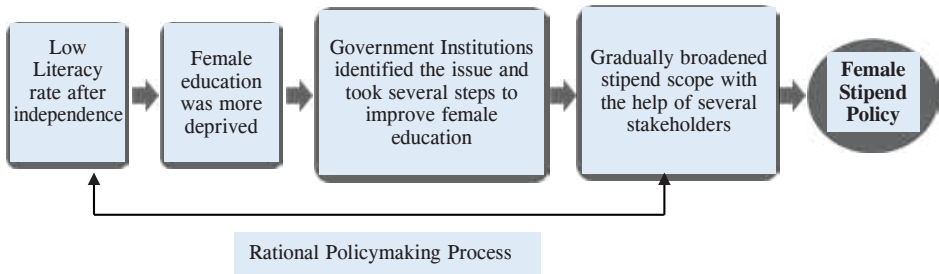 Low
Literacy
rate after
independence
Female
education
was more
deprived
Government Institutions
identified the issue and
took several steps to
improve female
education
Gradually broadened
stipend scope with
the help of several
stakeholders
Female
Stipend
Policy
Rational Policymaking Process